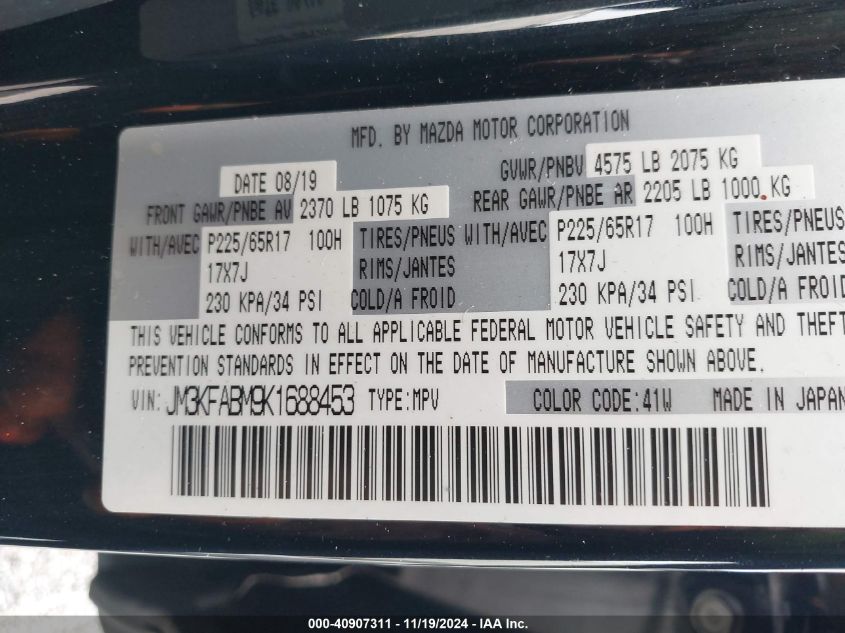 MFD. BY MAZDA MOTOR CORPORATION
DATE 08/19 GVWR/PNBV 4575 LB 2075 KG
FRONT GAWR/PNBE AV 2370 LB 1075 KG REAR GAWR/PNBE AR 2205 LB 1000 KG
WITH/AVEC P225/65R17 100H TIRES/PNEUS WITH/AVEC P225/65R17 100H TIRES/PNEUS
17X7J RIMS/JANTES 17X7J RIMS/JANTES
230 KPA/34 PSI COLD/A FROID 230 KPA/34 PSI COLD/A FROID
THIS VEHICLE CONFORMS TO ALL APPLICABLE FEDERAL MOTOR VEHICLE SAFETY AND THEFT
PREVENTION STANDARDS IN EFFECT ON THE DATE OF MANUFACTURE SHOWN ABOVE.
VIN: JM3KFABM9K1688453 TYPE:MPV COLOR CODE:41W MADE IN JAPAN
000-40907311 - 11/19/2024 - IAA Inc.